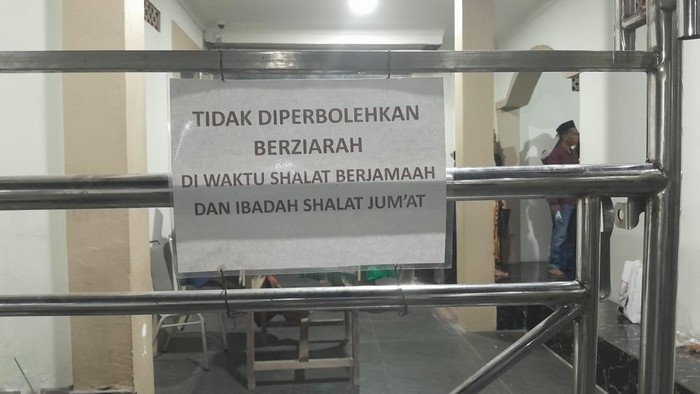 TIDAK DIPERBOLEHKAN
BERZIARAH
DI WAKTU SHALAT BERJAMAAH
DAN IBADAH SHALAT JUM'AT